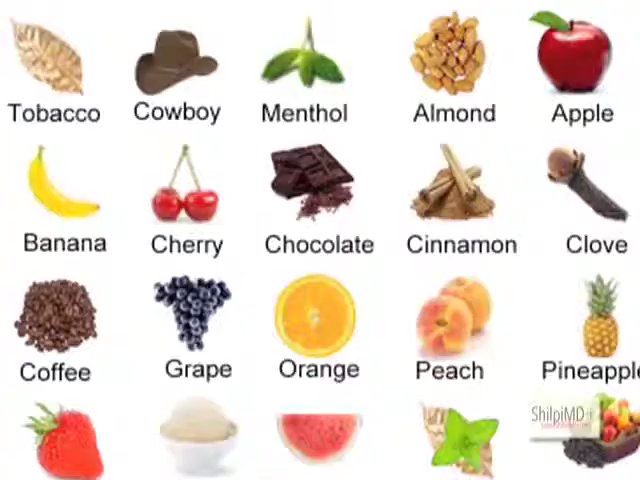 Tobacco Cowboy Menthol Almond Apple
Banana Cherry Chocolate Cinnamon Clove
Coffee Grape Orange Peach Pineapple
ShilpiMD